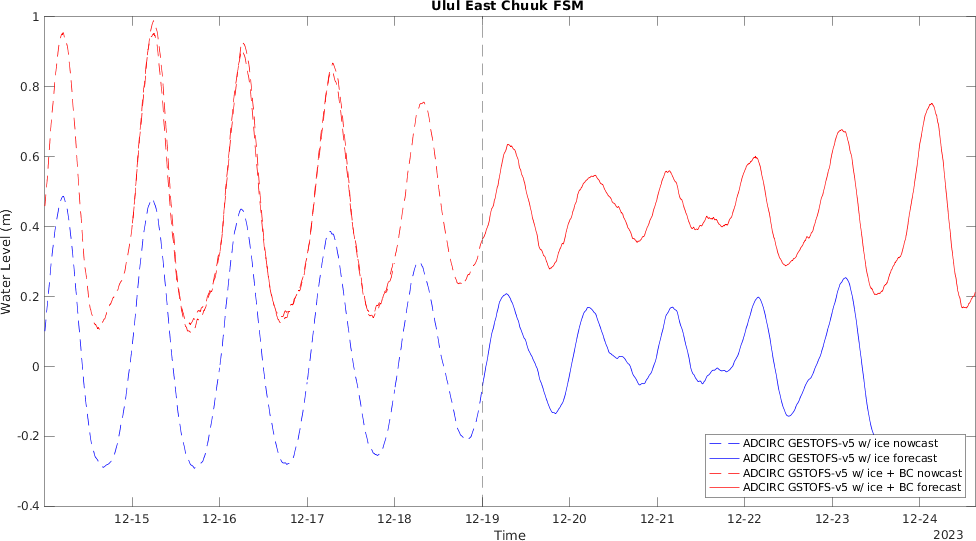 Ulul East Chuuk FSM
1
0.8
0.6
0.4
0.2
0
-0.2
-0.4
Water Level (m)
ADCIRC GESTOFS-v5 w/ ice nowcast
ADCIRC GESTOFS-v5 w/ ice forecast
ADCIRC GSTOFS-v5 w/ ice + BC nowcast
ADCIRC GSTOFS-v5 w/ ice + BC forecast
12-15 12-16 12-17 12-18 12-19 12-20 12-21 12-22 12-23 12-24
Time
2023